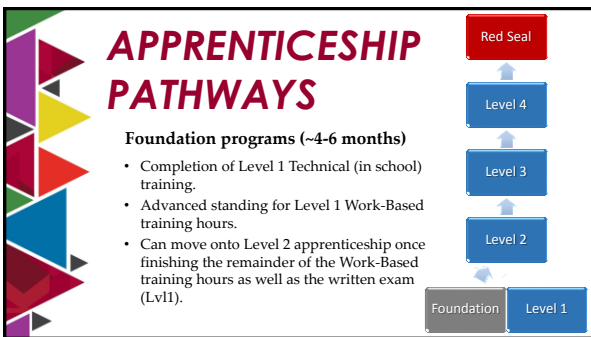 APPRENTICESHIP
PATHWAYS
Foundation programs (~4-6 months)
• Completion of Level 1 Technical (in school)
training.
• Advanced standing for Level 1 Work-Based
training hours.
• Can move onto Level 2 apprenticeship once
finishing the remainder of the Work-Based
training hours as well as the written exam
(Lvl1).
Red Seal
Level 4
Level 3
Level 2
Foundation
Level 1